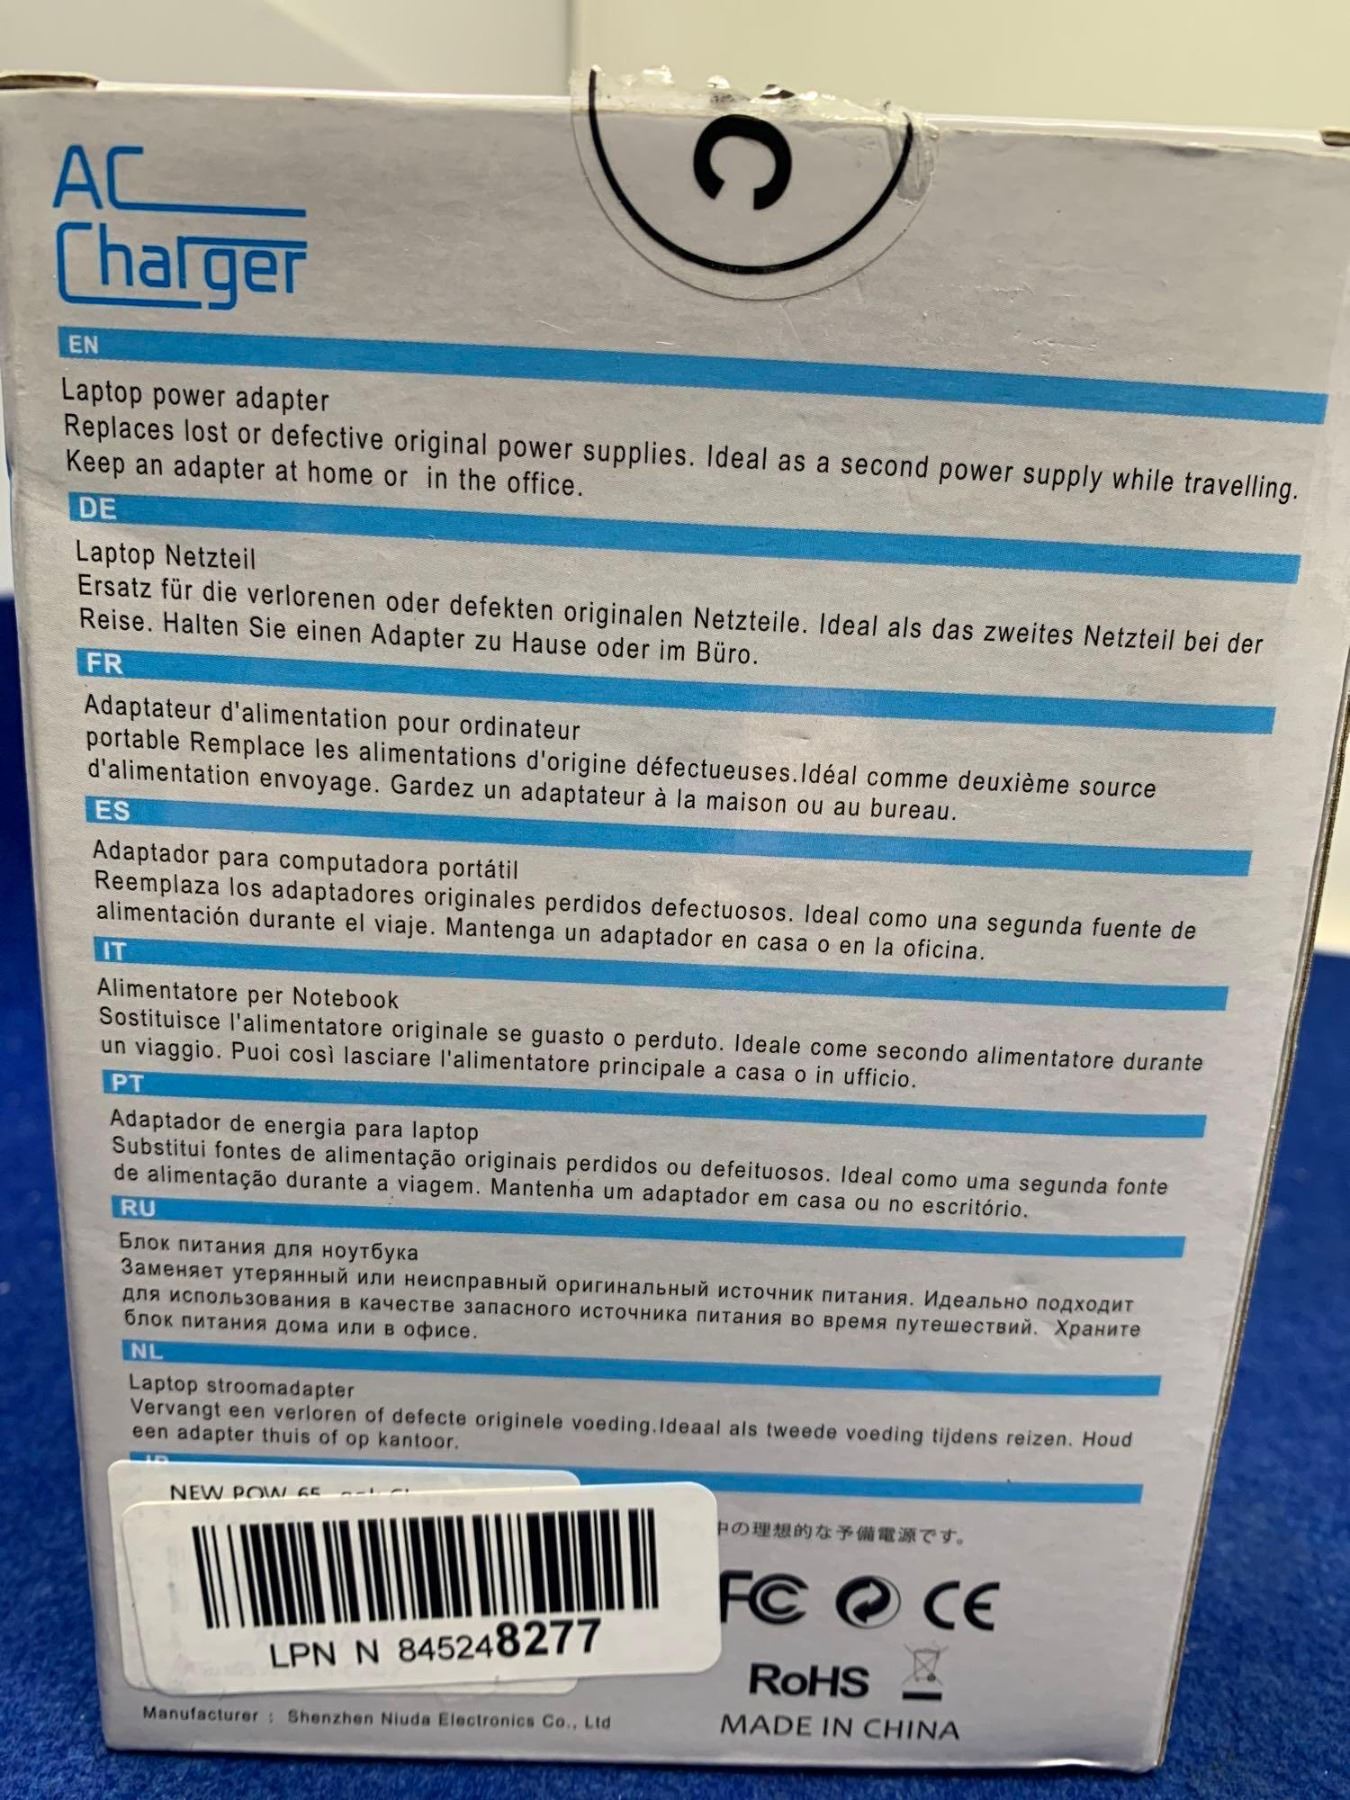 C
AC
Charger
EN
Laptop power adapter
Replaces lost or defective original power supplies. Ideal as a second power supply while travelling.
Keep an adapter at home or in the office.
DE
Laptop Netzteil
Ersatz für die verlorenen oder defekten originalen Netzteile. Ideal als das zweites Netzteil bei der
Reise. Halten Sie einen Adapter zu Hause oder im Büro.
FR
Adaptateur d'alimentation pour ordinateur
portable Remplace les alimentations d'origine défectueuses.Idéal comme deuxième source
d'alimentation envoyage. Gardez un adaptateur à la maison ou au bureau.
ES
Adaptador para computadora portátil
Reemplaza los adaptadores originales perdidos defectuosos. Ideal como una segunda fuente de
alimentación durante el viaje. Mantenga un adaptador en casa o en la oficina.
IT
Alimentatore per Notebook
Sostituisce l'alimentatore originale se guasto o perduto. Ideale come secondo alimentatore durante
un viaggio. Puoi così lasciare l'alimentatore principale a casa o in ufficio.
PT
Adaptador de energia para laptop
Substitui fontes de alimentação originais perdidos ou defeituosos. Ideal como uma segunda fonte
de alimentação durante a viagem. Mantenha um adaptador em casa ou no escritório.
RU
Блок питания для ноутбука
Заменяет утерянный или неисправный оригинальный источник питания. Идеально подходит
для использования в качестве запасного источника питания во время путешествий. Храните
блок питания дома или в офисе.
NL
Laptop stroomadapter
Vervangt een verloren of defecte originele voeding.Ideaal als tweede voeding tijdens reizen. Houd
een adapter thuis of op kantoor.
NEW POW 65
中の理想的な予備電源です。
FC CE
LPN N 845248277
RoHS
Manufacturer : Shenzhen Niuda Electronics Co., Ltd
MADE IN CHINA